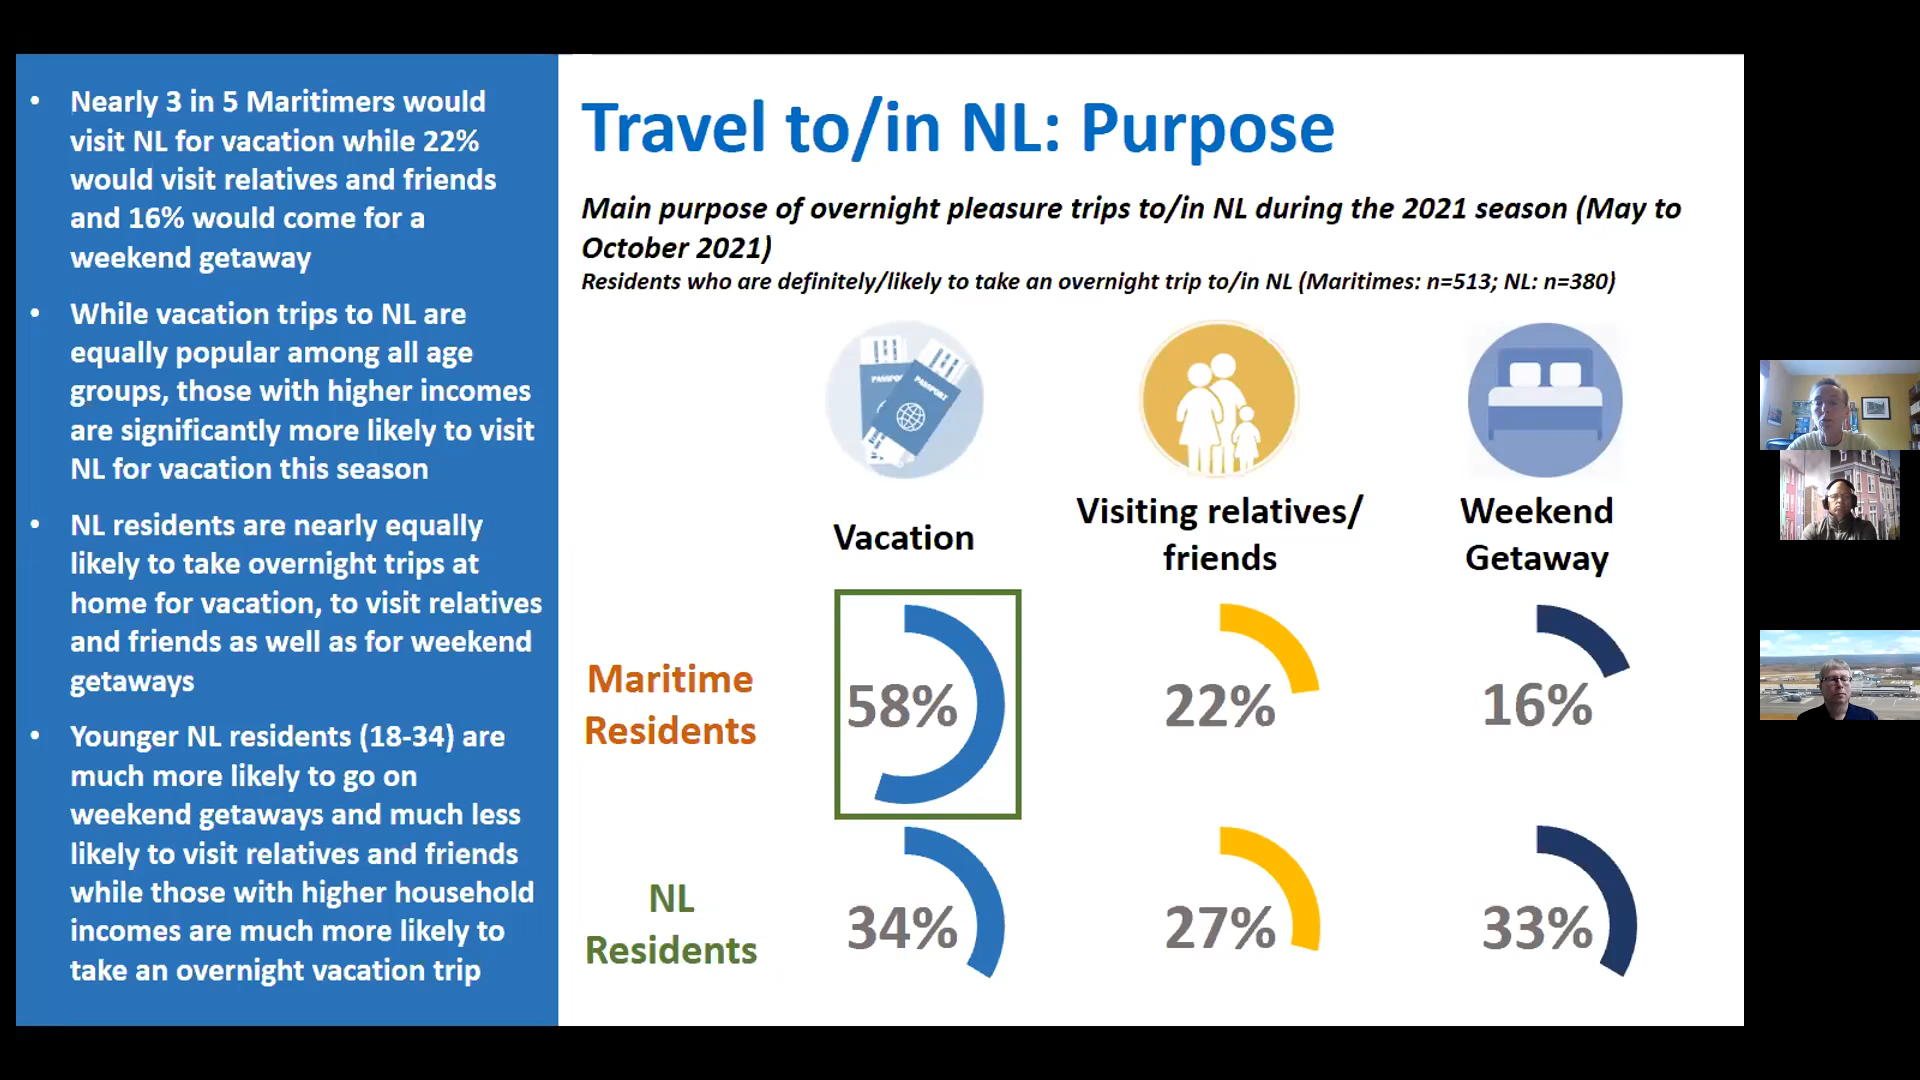 • Nearly 3 in 5 Maritimers would
visit NL for vacation while 22%
would visit relatives and friends
and 16% would come for a
weekend getaway
• While vacation trips to NL are
equally popular among all age
groups, those with higher incomes
are significantly more likely to visit
NL for vacation this season
• NL residents are nearly equally
likely to take overnight trips at
home for vacation, to visit relatives
and friends as well as for weekend
getaways
• Younger NL residents (18-34) are
much more likely to go on
weekend getaways and much less
likely to visit relatives and friends
while those with higher household
incomes are much more likely to
take an overnight vacation trip
Travel to/in NL: Purpose
Main purpose of overnight pleasure trips to/in NL during the 2021 season (May to
October 2021)
Residents who are definitely/likely to take an overnight trip to/in NL (Maritimes: n=513; NL: n=380)
PASSPORT
PASSPORT
Vacation
Visiting relatives/
friends
Weekend
Getaway
Maritime
Residents
58%
22%
16%
NL
Residents
34%
27%
33%